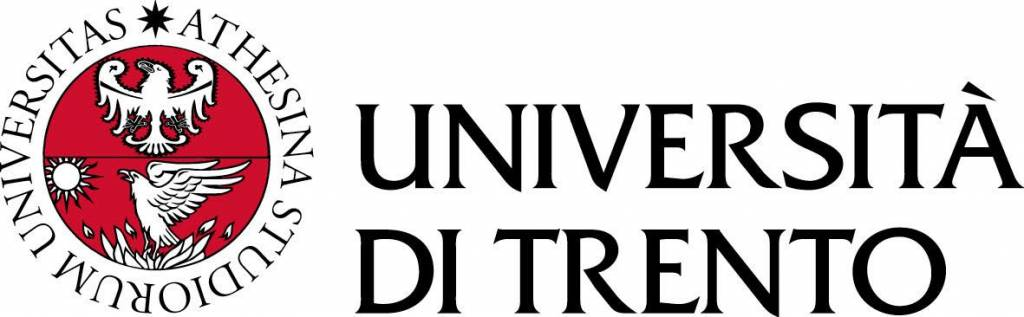 ATHESINA STUDIORUM UNIVERSITAS
UNIVERSITÀ
DI TRENTO